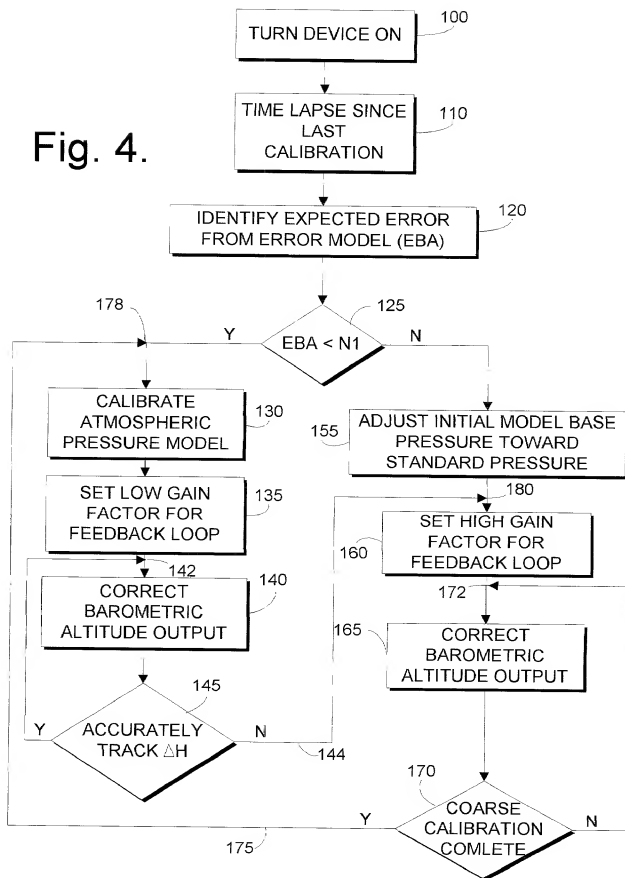 TURN DEVICE ON
100
TIME LAPSE SINCE
LAST
CALIBRATION
110
Fig. 4.
IDENTIFY EXPECTED ERROR
FROM ERROR MODEL (EBA)
120
178
125
Y
EBA < N1
N
CALIBRATE
ATMOSPHERIC
PRESSURE MODEL
130
155
ADJUST INITIAL MODEL BASE
PRESSURE TOWARD
STANDARD PRESSURE
SET LOW GAIN
FACTOR FOR
FEEDBACK LOOP
135
180
160
SET HIGH GAIN
FACTOR FOR
FEEDBACK LOOP
142
140
172
CORRECT
BAROMETRIC
ALTITUDE OUTPUT
165
CORRECT
BAROMETRIC
ALTITUDE OUTPUT
145
Y
ACCURATELY
TRACK ΔH
N
144
170
Y
COARSE
CALIBRATION
COMLETE
N
175